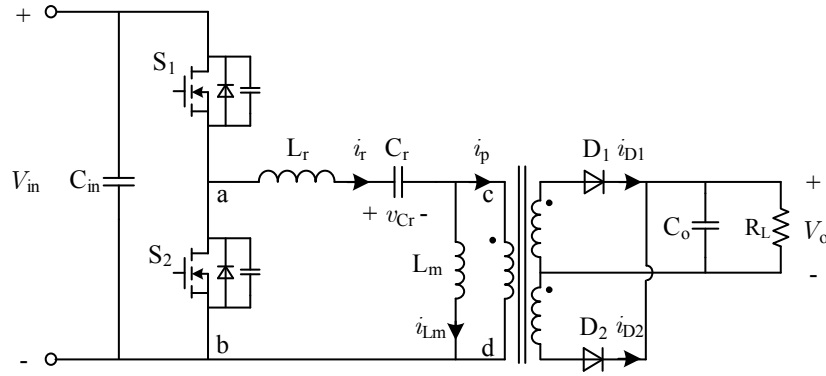 +
S1
Lr
ir
Cr
ip
D1 iD1
Vin
Cin
a
c
+
+ vCr -
Co
RL
Vo
S2
Lm
-
D2 iD2
iLm
-
b
d